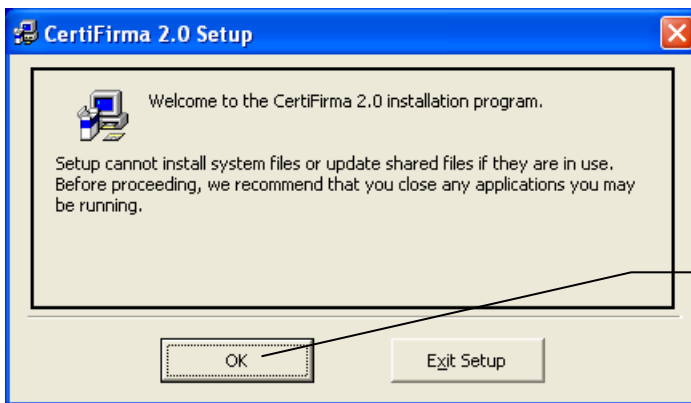 CertiFirma 2.0 Setup
Welcome to the CertiFirma 2.0 installation program.
Setup cannot install system files or update shared files if they are in use.
Before proceeding, we recommend that you close any applications you may
be running.
OK
Exit Setup